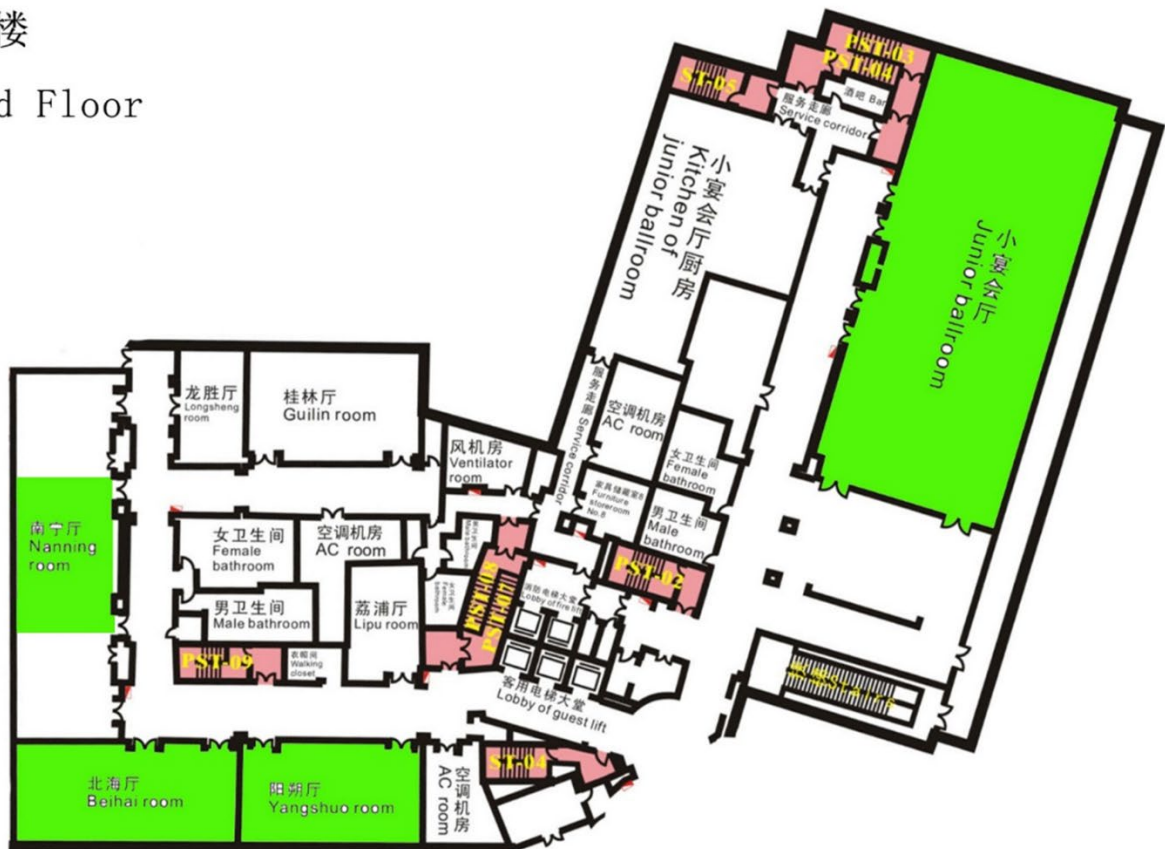 楼
d Floor
PST-03
PST-04
ST-05
酒吧 Bar
服务走廊
Service corridor
小宴会厅厨房
Kitchen of
junior ballroom
小宴会厅
Junior ballroom
龙胜厅
Longsheng
room
桂林厅
Guilin room
服务走廊 Service corridor
空调机房
AC room
风机房
Ventilator
room
女卫生间
Female
bathroom
家具储藏室8
Furniture
storeroom
No.8
男卫生间
Male
bathroom
南宁厅
Nanning
room
女卫生间
Female
bathroom
空调机房
AC room
Male bathroom
PST-08
PST-02
消防电梯大堂
Lobby of fire lift
男卫生间
Male bathroom
荔浦厅
Lipu room
Female
bathroom
PST-09
衣帽间
Walking
closet
客用电梯大堂
Lobby of guest lift
Stairs
北海厅
Beihai room
阳朔厅
Yangshuo room
空调机房
AC room
ST-04